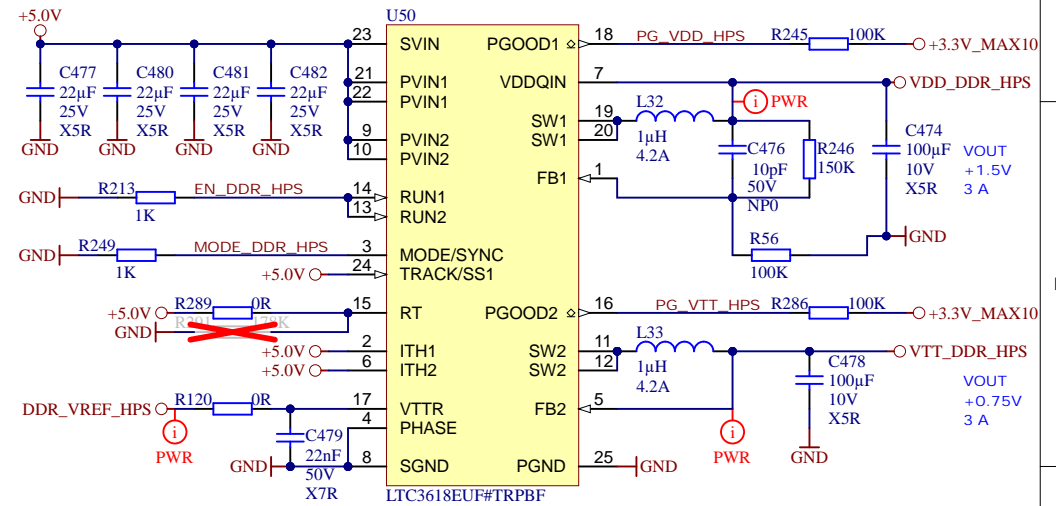 +5.0V
U50
23
SVIN
PGOOD1
18
PG_VDD_HPS
R245
100K
+3.3V_MAX10
C477
22µF
25V
X5R
GND
C480
22µF
25V
X5R
GND
C481
22µF
25V
X5R
GND
C482
22µF
25V
X5R
GND
21
PVIN1
22
PVIN1
9
PVIN2
10
PVIN2
VDDQIN
7
VDD_DDR_HPS
i
PWR
SW1
19
SW1
20
L32
1µH
4.2A
C476
10pF
50V
NP0
R246
150K
C474
100µF
10V
X5R
VOUT
+1.5V
3 A
FB1
1
GND
R213
1K
EN_DDR_HPS
14
RUN1
13
RUN2
R56
100K
GND
GND
R249
1K
MODE_DDR_HPS
3
MODE/SYNC
+5.0V
24
TRACK/SS1
+5.0V
R289
0R
15
RT
GND
R291
178K
PGOOD2
16
PG_VTT_HPS
R286
100K
+3.3V_MAX10
+5.0V
2
ITH1
+5.0V
6
ITH2
SW2
11
SW2
12
L33
1µH
4.2A
VTT_DDR_HPS
C478
100µF
10V
X5R
GND
VOUT
+0.75V
3 A
DDR_VREF_HPS
R120
0R
17
VTTR
4
PHASE
FB2
5
i
PWR
i
PWR
C479
22nF
50V
X7R
GND
8
SGND
PGND
25
GND
LTC3618EUF#TRPBF